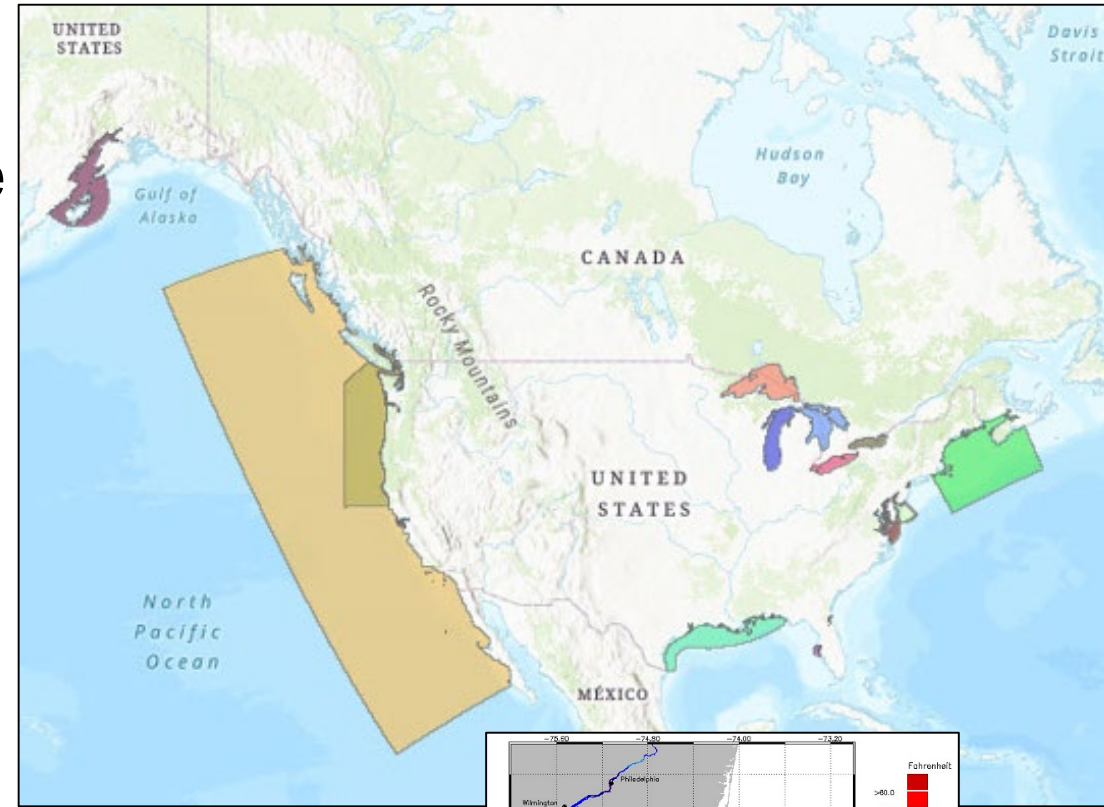 e
UNITED
STATES
Davis
Strait
Hudson
Bay
Gulf of
Alaska
CANADA
Rocky Mountains
UNITED
STATES
North
Pacific
Ocean
MÉXICO
-75.60 -74.80 -74.00 -73.20
Fahrenheit
Philadelphia
>80.0
Wilmington